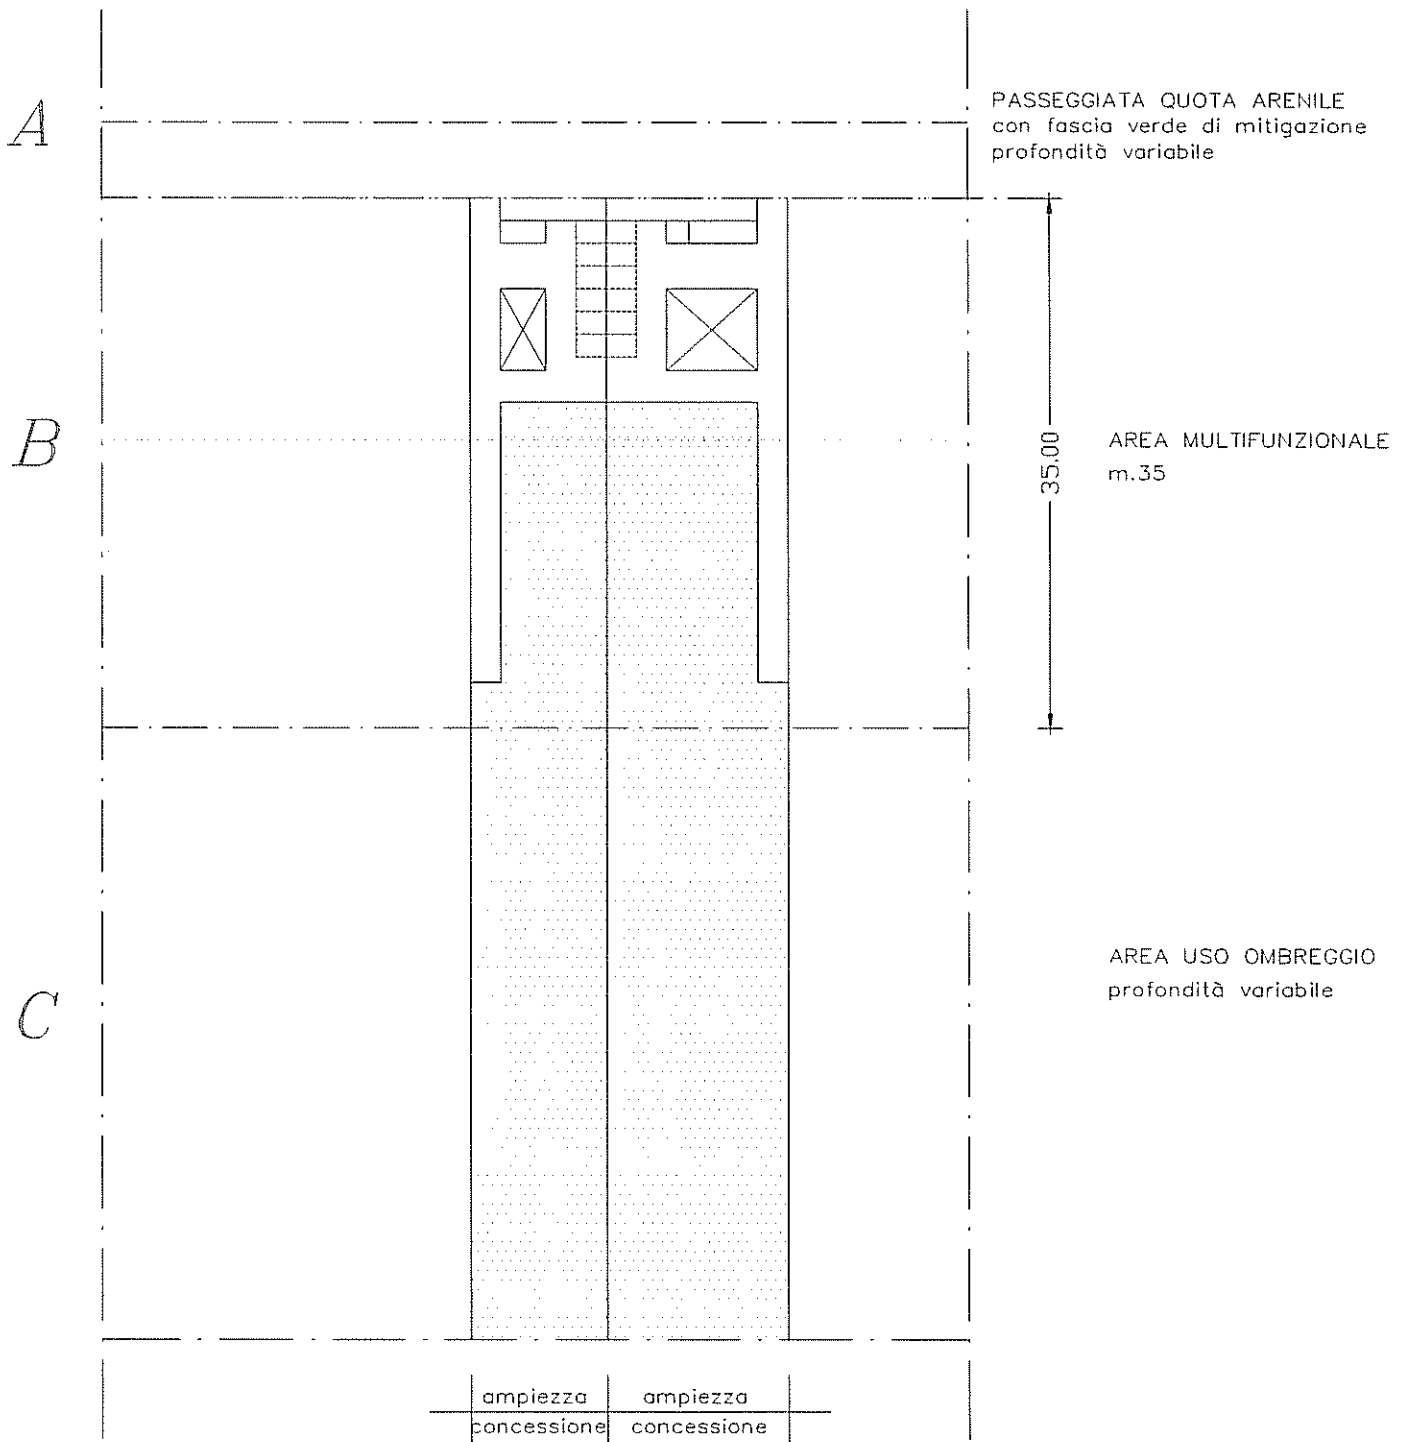 A
PASSEGGIATA QUOTA ARENILE
con fascia verde di mitigazione
profondità variabile
B
35.00
AREA MULTIFUNZIONALE
m.35
C
AREA USO OMBREGGIO
profondità variabile
ampiezza
concessione
ampiezza
concessione